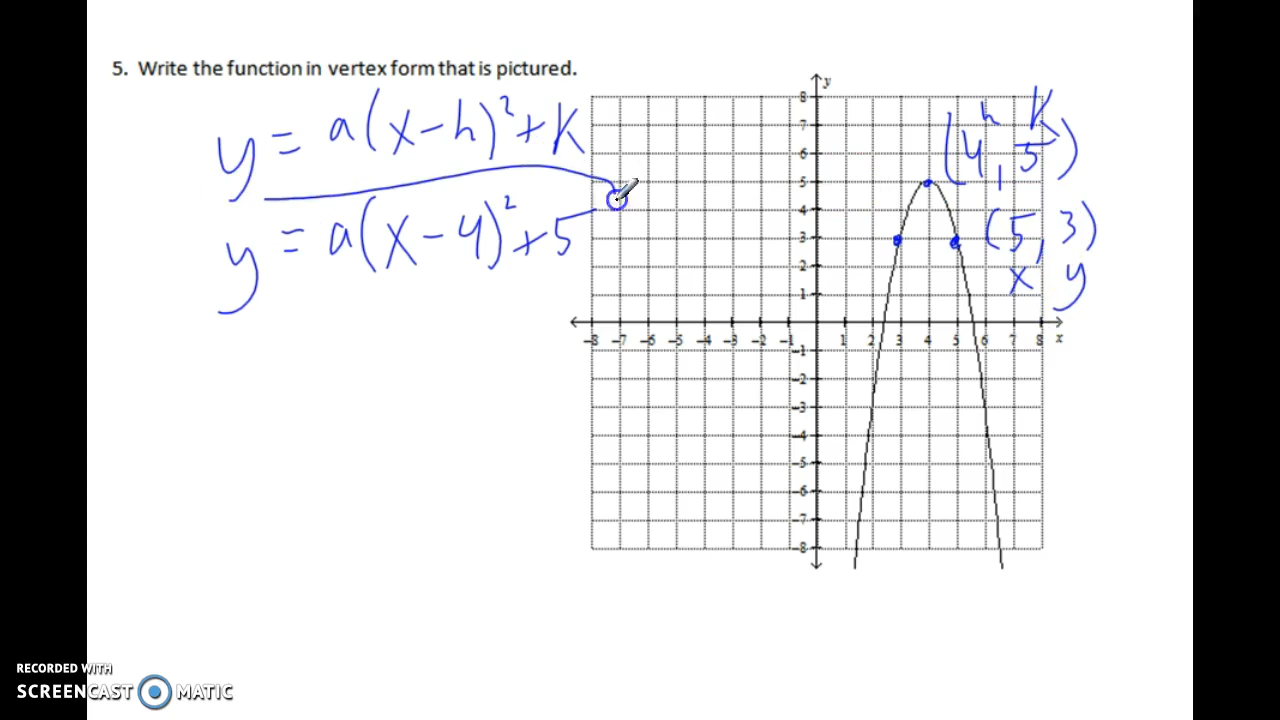 5. Write the function in vertex form that is pictured.
y = a(x-h)²+k
y = a(x-4)²+5
h k
(4, 5)
(5, 3)
x y
y
8
7
6
5
4
3
2
1
-8 -7 -6 -5 -4 -3 -2 -1 1 2 3 4 5 6 7 8 x
-1
-2
-3
-4
-5
-6
-7
-8
RECORDED WITH
SCREENCAST MATIC